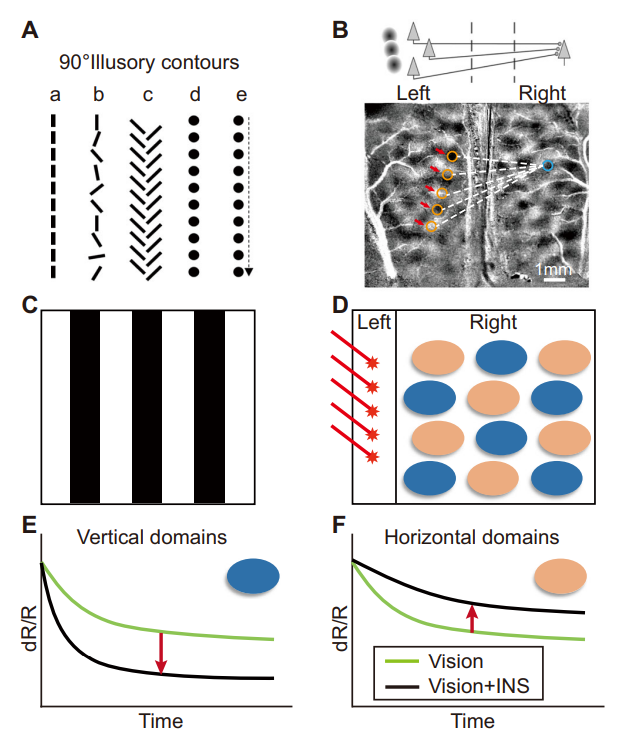 A
90°Illusory contours
a b c d e
B
Left Right
1mm
C
D
Left Right
E
Vertical domains
dR/R
Time
F
Horizontal domains
dR/R
Vision
Vision+INS
Time